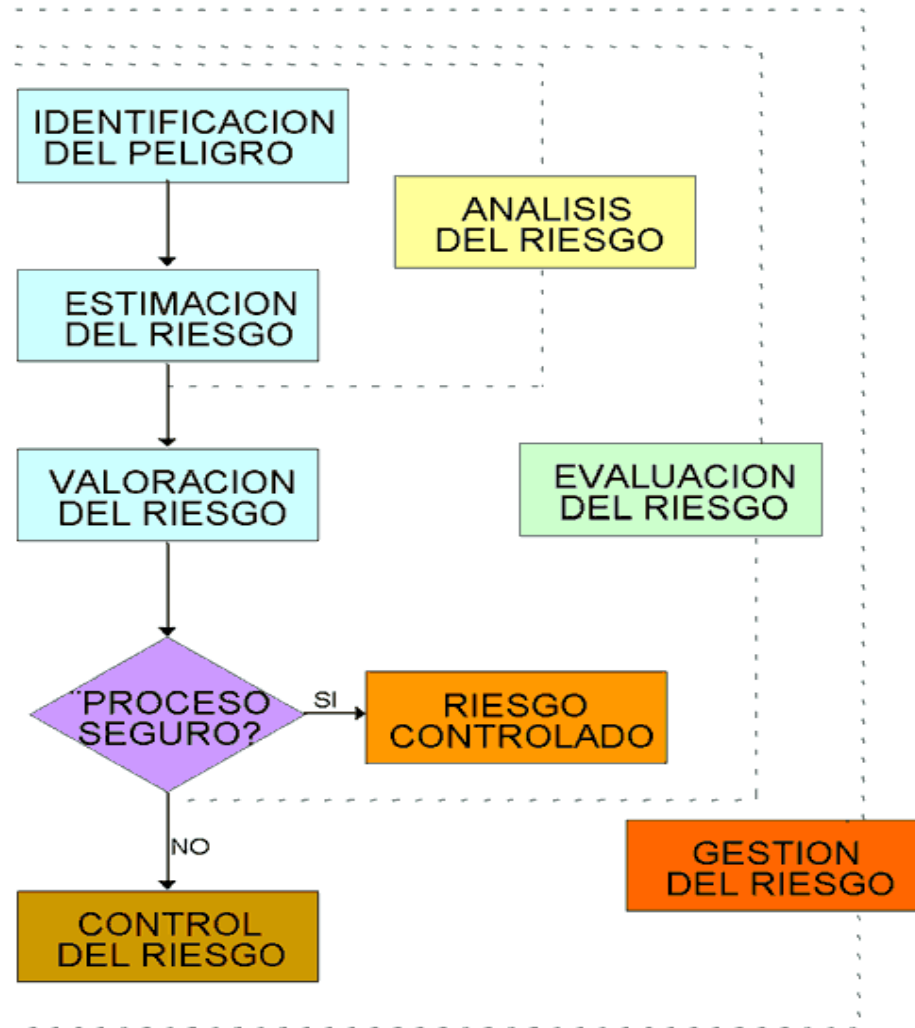 IDENTIFICACION
DEL PELIGRO
ANALISIS
DEL RIESGO
ESTIMACION
DEL RIESGO
VALORACION
DEL RIESGO
EVALUACION
DEL RIESGO
¨PROCESO
SEGURO?
SI
RIESGO
CONTROLADO
NO
GESTION
DEL RIESGO
CONTROL
DEL RIESGO